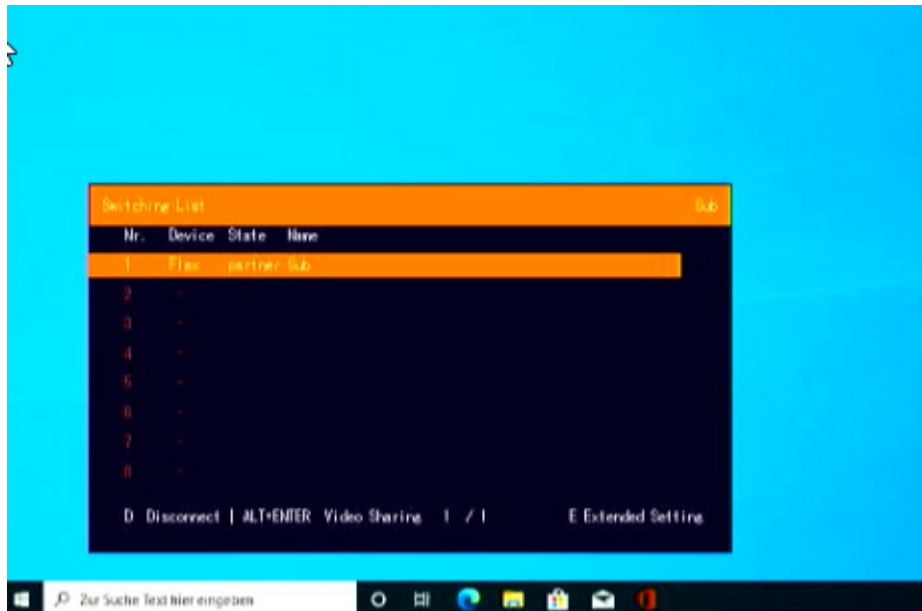 Switching List Sub
Nr. Device State Name
1 Flex partner Sub
2 -
3 -
4 -
5 -
6 -
7 -
8 -
D Disconnect | ALT+ENTER Video Sharing 1 / 1 E Extended Setting
Zur Suche Text hier eingeben